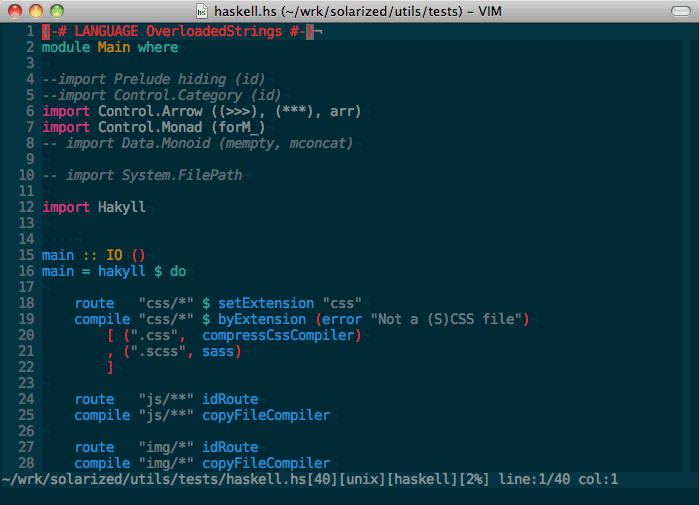 haskell.hs (~/wrk/solarized/utils/tests) – VIM
1 {-# LANGUAGE OverloadedStrings #-}¬
2 module Main where¬
3 ¬
4 --import Prelude hiding (id)¬
5 --import Control.Category (id)¬
6 import Control.Arrow ((>>>), (***), arr)¬
7 import Control.Monad (forM_)¬
8 -- import Data.Monoid (mempty, mconcat)¬
9 ¬
10 -- import System.FilePath¬
11 ¬
12 import Hakyll¬
13 ¬
14 ····¬
15 main :: IO ()¬
16 main = hakyll $ do¬
17 ¬
18     route   "css/*" $ setExtension "css"¬
19     compile "css/*" $ byExtension (error "Not a (S)CSS file")¬
20         [ (".css",  compressCssCompiler)¬
21         , (".scss", sass)¬
22         ]¬
23 ¬
24     route   "js/**" idRoute¬
25     compile "js/**" copyFileCompiler¬
26 ¬
27     route   "img/*" idRoute¬
28     compile "img/*" copyFileCompiler¬
~/wrk/solarized/utils/tests/haskell.hs[40][unix][haskell][2%] line:1/40 col:1